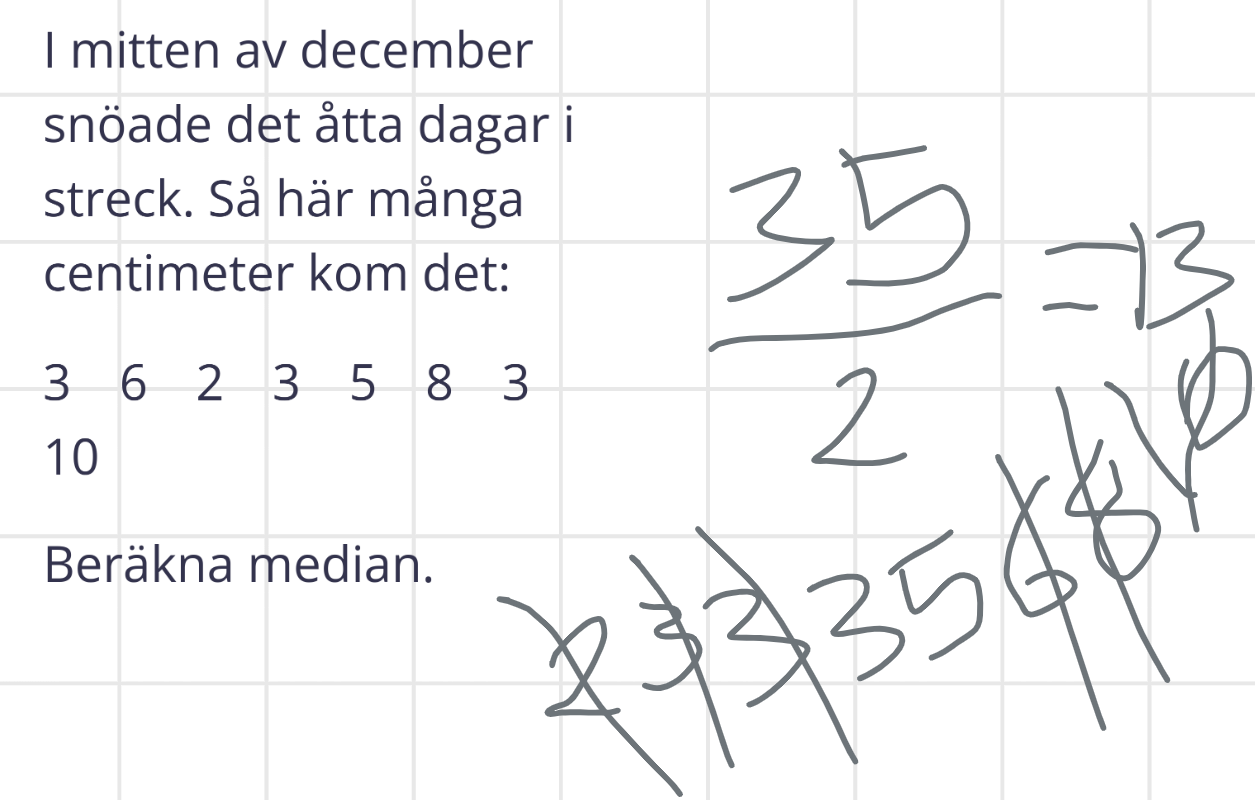 I mitten av december
snöade det åtta dagar i
streck. Så här många
centimeter kom det:
3 6 2 3 5 8 3
10
Beräkna median.
35
2
= 13
2 3 3 3 5 6 8 10